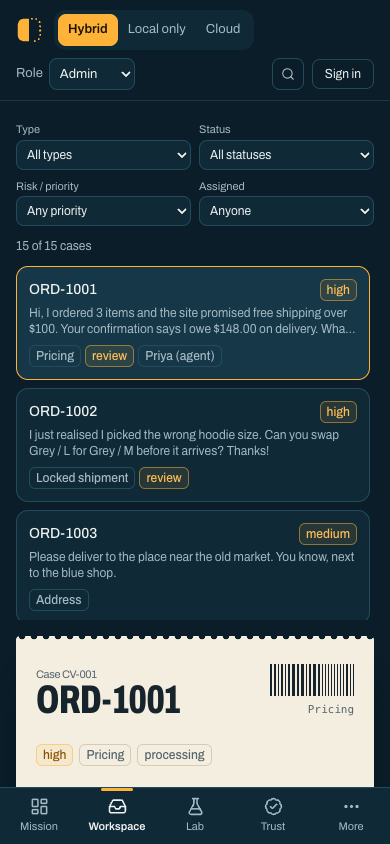 Hybrid Local only Cloud
Role Admin Sign in
Type Status
All types All statuses
Risk / priority Assigned
Any priority Anyone
15 of 15 cases
ORD-1001 high
Hi, I ordered 3 items and the site promised free shipping over
$100. Your confirmation says I owe $148.00 on delivery. Wha...
Pricing review Priya (agent)
ORD-1002 high
I just realised I picked the wrong hoodie size. Can you swap
Grey / L for Grey / M before it arrives? Thanks!
Locked shipment review
ORD-1003 medium
Please deliver to the place near the old market. You know, next
to the blue shop.
Address
Case CV-001
ORD-1001
Pricing
high Pricing processing
Mission Workspace Lab Trust More